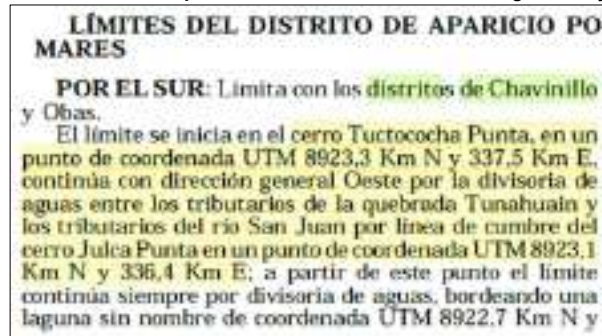 LÍMITES DEL DISTRITO DE APARICIO PO
MARES
POR EL SUR: Limita con los distritos de Chavinillo
y Obas.
El límite se inicia en el cerro Tuctococha Punta, en un
punto de coordenada UTM 8923,3 Km N y 337,5 Km E,
continúa con dirección general Oeste por la divisoria de
aguas entre los tributarios de la quebrada Tunahuain y
los tributarios del río San Juan por línea de cumbre del
cerro Julca Punta en un punto de coordenada UTM 8923,1
Km N y 336,4 Km E; a partir de este punto el límite
continúa siempre por divisoria de aguas, bordeando una
laguna sin nombre de coordenada UTM 8922,7 Km N y